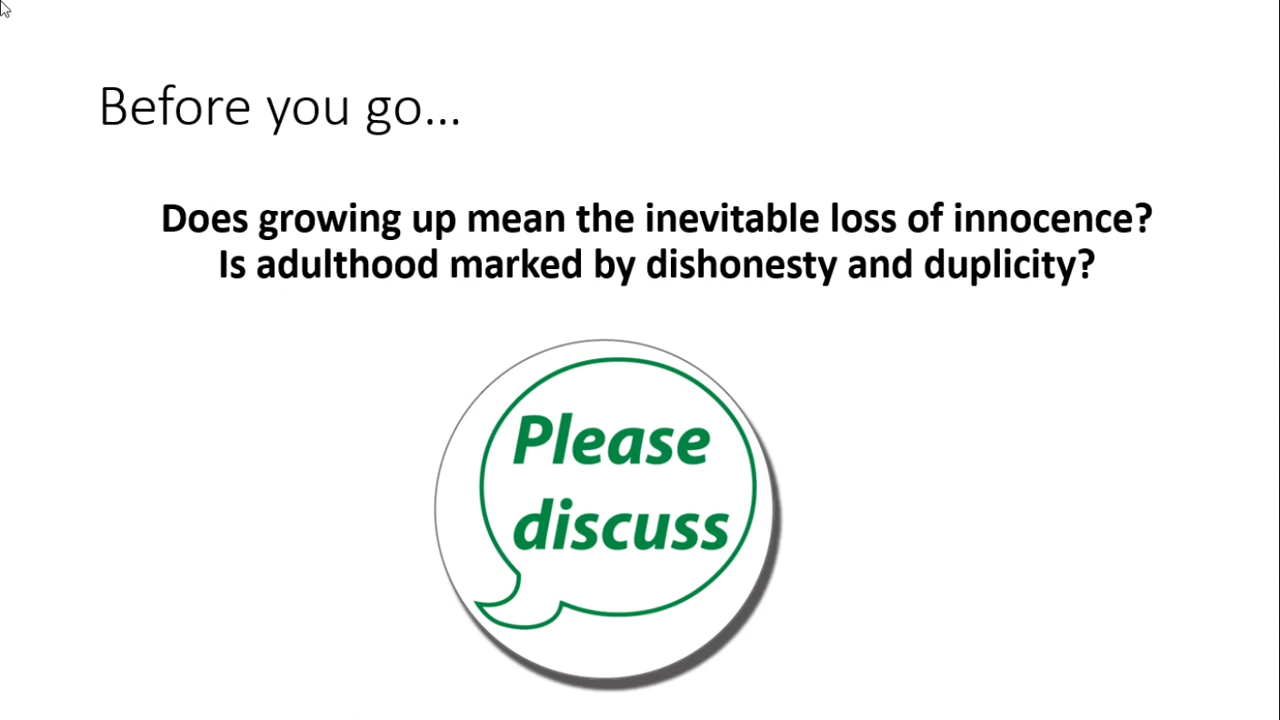 Before you go…
Does growing up mean the inevitable loss of innocence?
Is adulthood marked by dishonesty and duplicity?
Please
discuss